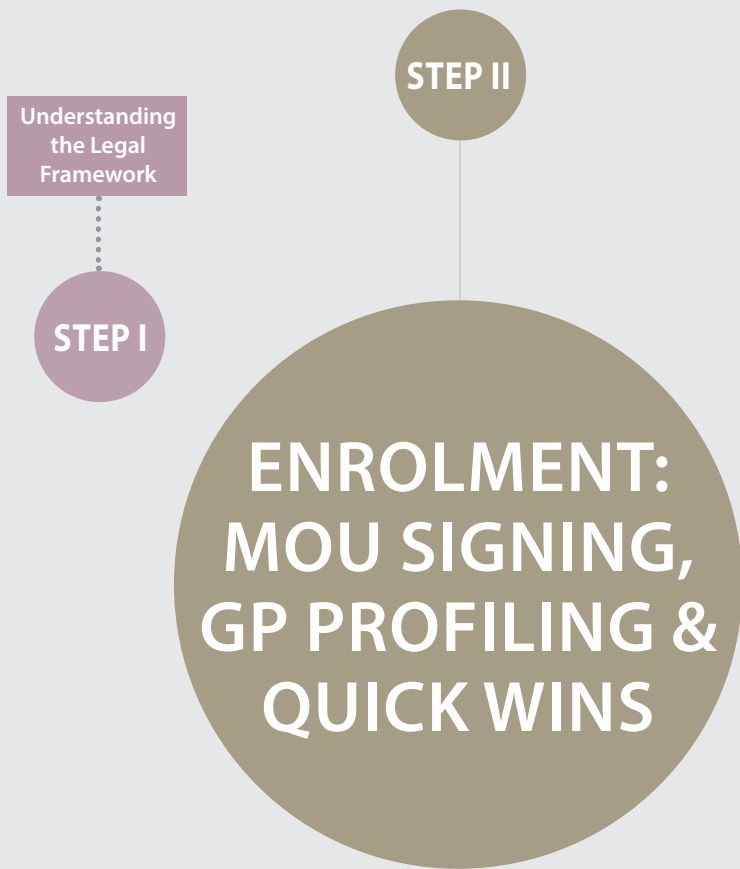 Understanding
the Legal
Framework
STEP I
STEP II
ENROLMENT:
MOU SIGNING,
GP PROFILING &
QUICK WINS